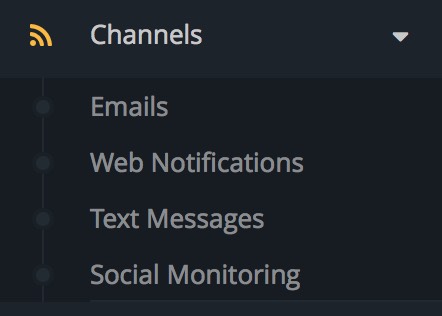 Channels
Emails
Web Notifications
Text Messages
Social Monitoring